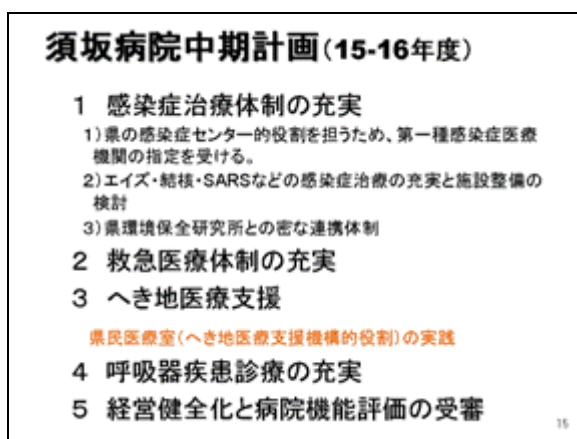 須坂病院中期計画(15-16年度)
1 感染症治療体制の充実
1)県の感染症センター的役割を担うため、第一種感染症医療
機関の指定を受ける。
2)エイズ・結核・SARSなどの感染症治療の充実と施設整備の
検討
3)県環境保全研究所との密な連携体制
2 救急医療体制の充実
3 へき地医療支援
県民医療室(へき地医療支援機構的役割)の実践
4 呼吸器疾患診療の充実
5 経営健全化と病院機能評価の受審
15